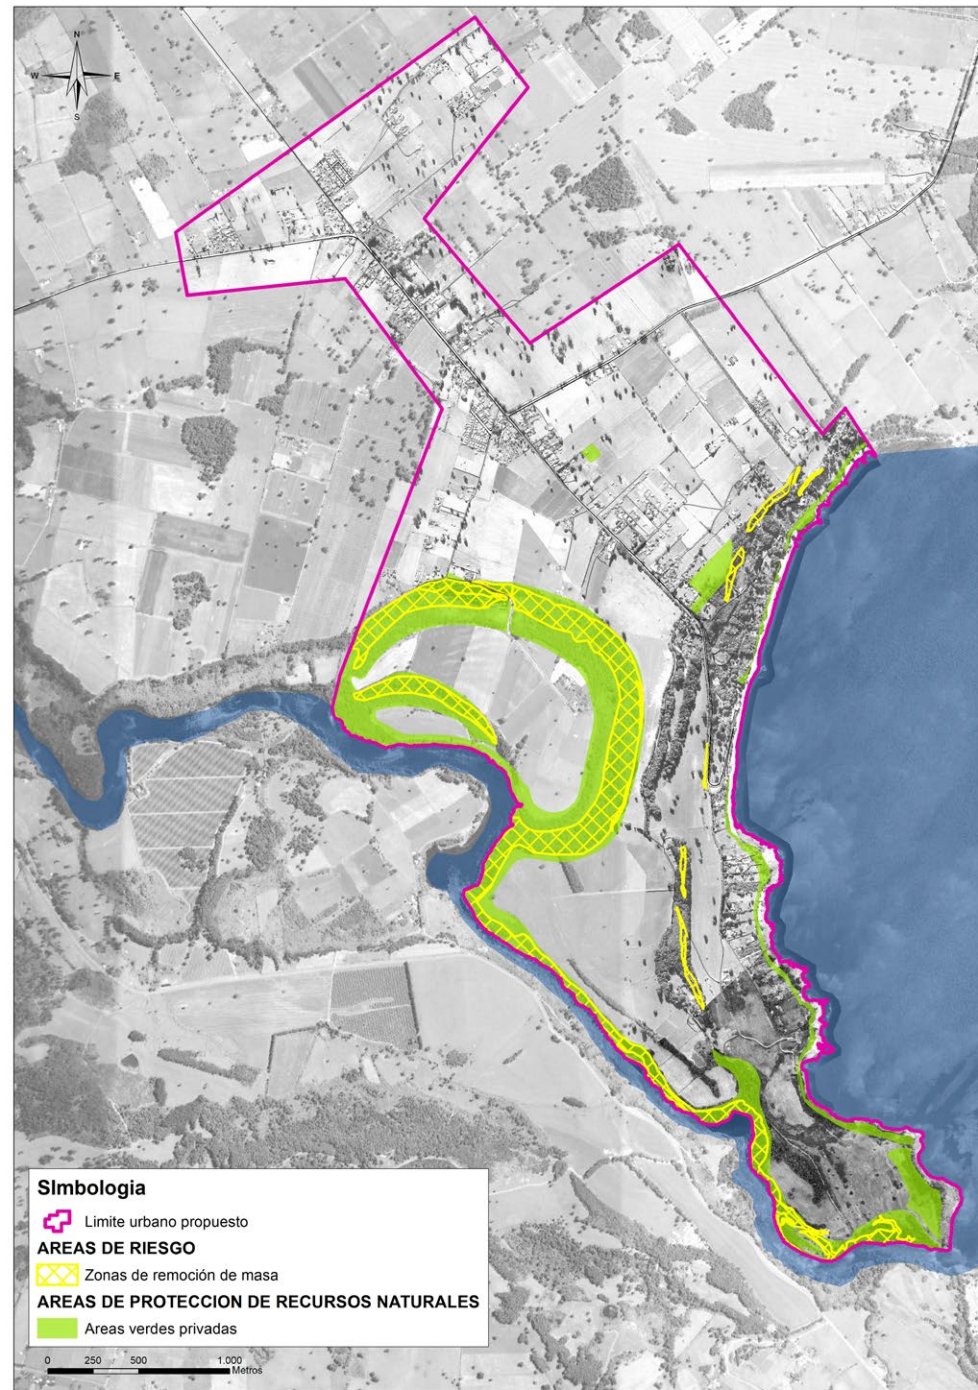 N
W E
S
SImbologia
Limite urbano propuesto
AREAS DE RIESGO
Zonas de remoción de masa
AREAS DE PROTECCION DE RECURSOS NATURALES
Areas verdes privadas
0 250 500 1.000
Metros